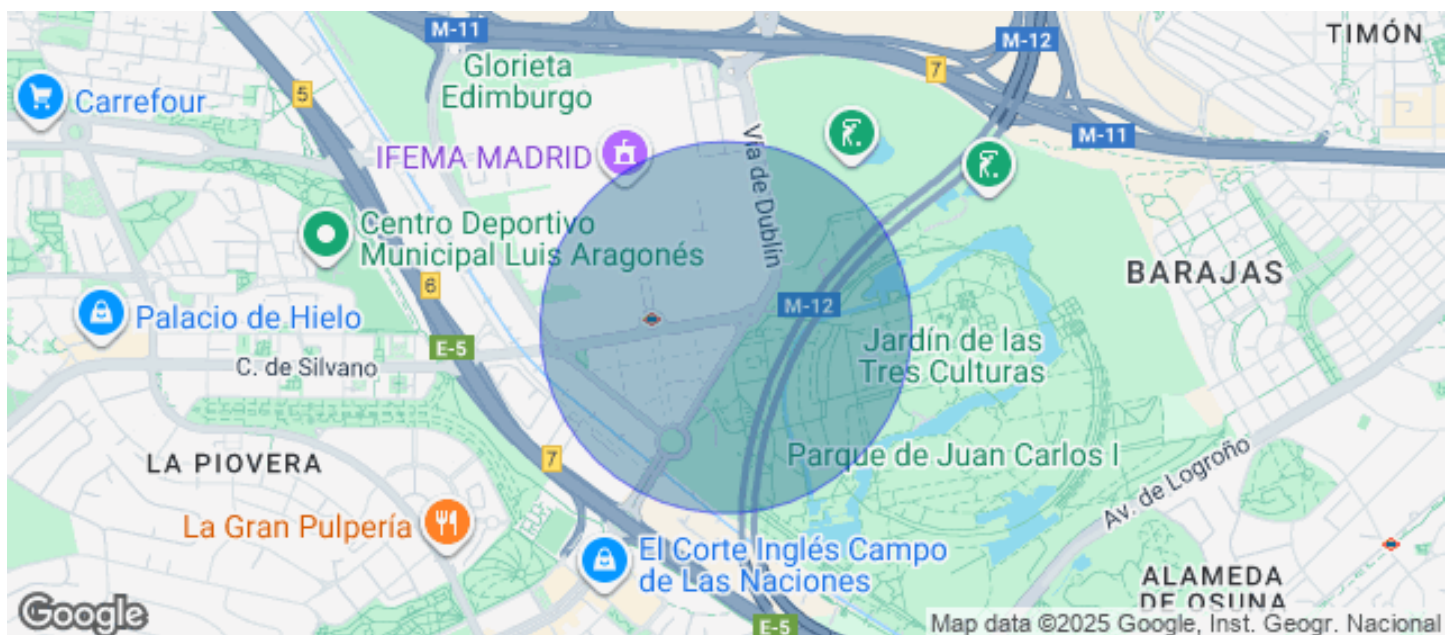 M-11
M-12
TIMÓN
Glorieta
Edimburgo
7
5
Carrefour
M-11
IFEMA MADRID
Vía de Dublín
Centro Deportivo
Municipal Luis Aragonés
BARAJAS
6
M-12
Palacio de Hielo
E-5
Jardín de las
Tres Culturas
C. de Silvano
LA PIOVERA
7
Parque de Juan Carlos I
Av. de Logroño
La Gran Pulpería
El Corte Inglés Campo
de Las Naciones
ALAMEDA
DE OSUNA
Google
E-5
Map data ©2025 Google, Inst. Geogr. Nacional